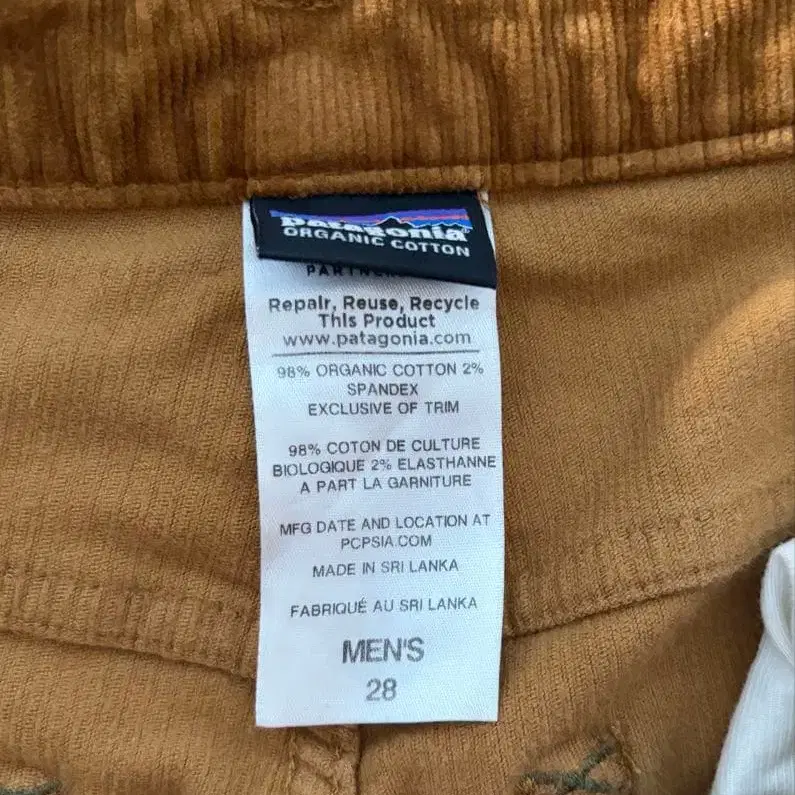 patagonia®
ORGANIC COTTON
Repair, Reuse, Recycle
This Product
www.patagonia.com
98% ORGANIC COTTON 2%
SPANDEX
EXCLUSIVE OF TRIM
98% COTON DE CULTURE
BIOLOGIQUE 2% ELASTHANNE
A PART LA GARNITURE
MFG DATE AND LOCATION AT
PCPSIA.COM
MADE IN SRI LANKA
FABRIQUÉ AU SRI LANKA
MEN'S
28